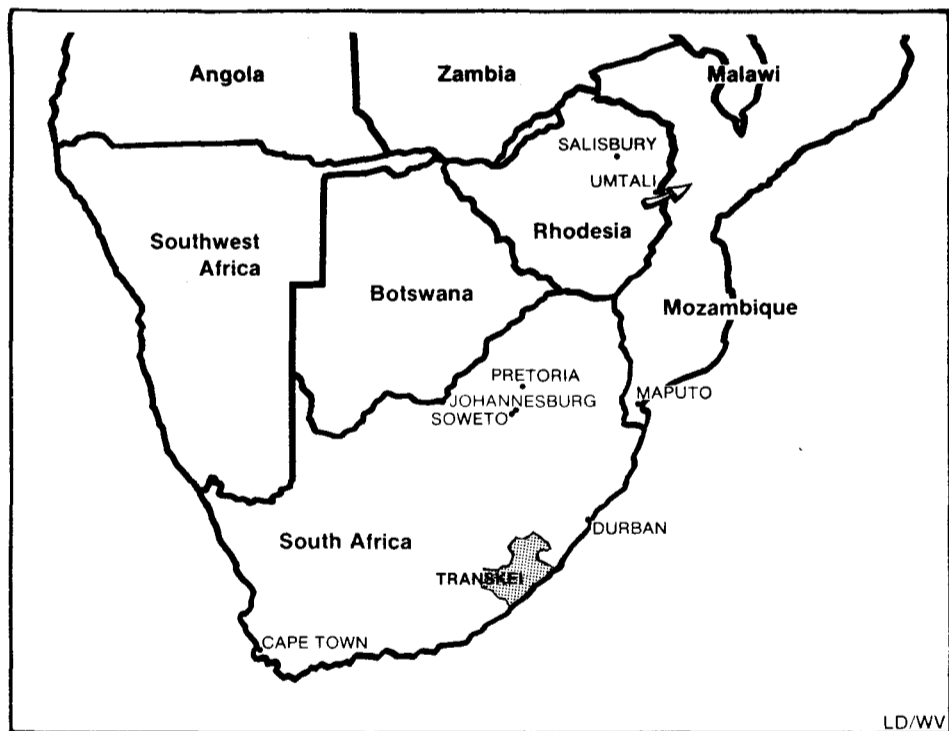 Angola
Zambia
Malawi
SALISBURY
UMTALI
Rhodesia
Southwest
Africa
Botswana
Mozambique
PRETORIA
JOHANNESBURG
SOWETO
MAPUTO
DURBAN
South Africa
TRANSKEI
CAPE TOWN
LD/WV